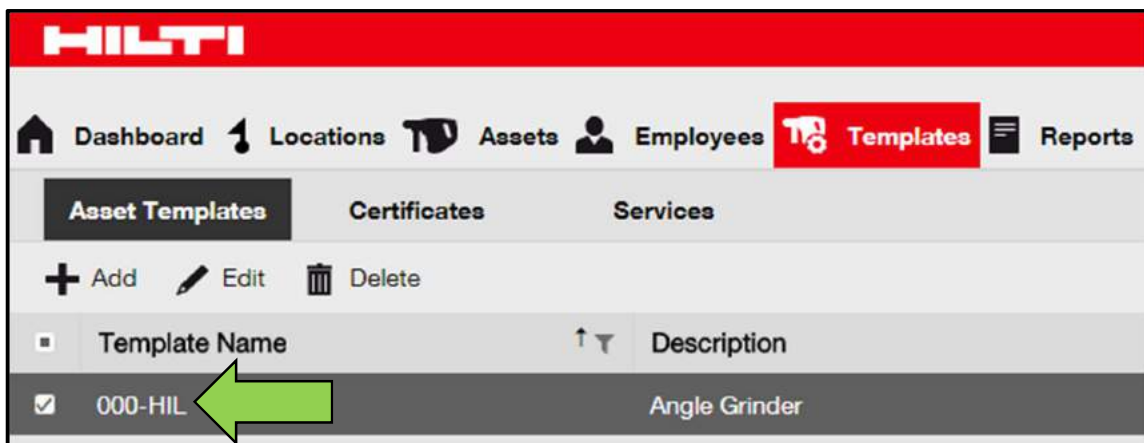 HILTI
Dashboard Locations Assets Employees Templates Reports
Asset Templates Certificates Services
Add Edit Delete
Template Name Description
000-HIL Angle Grinder